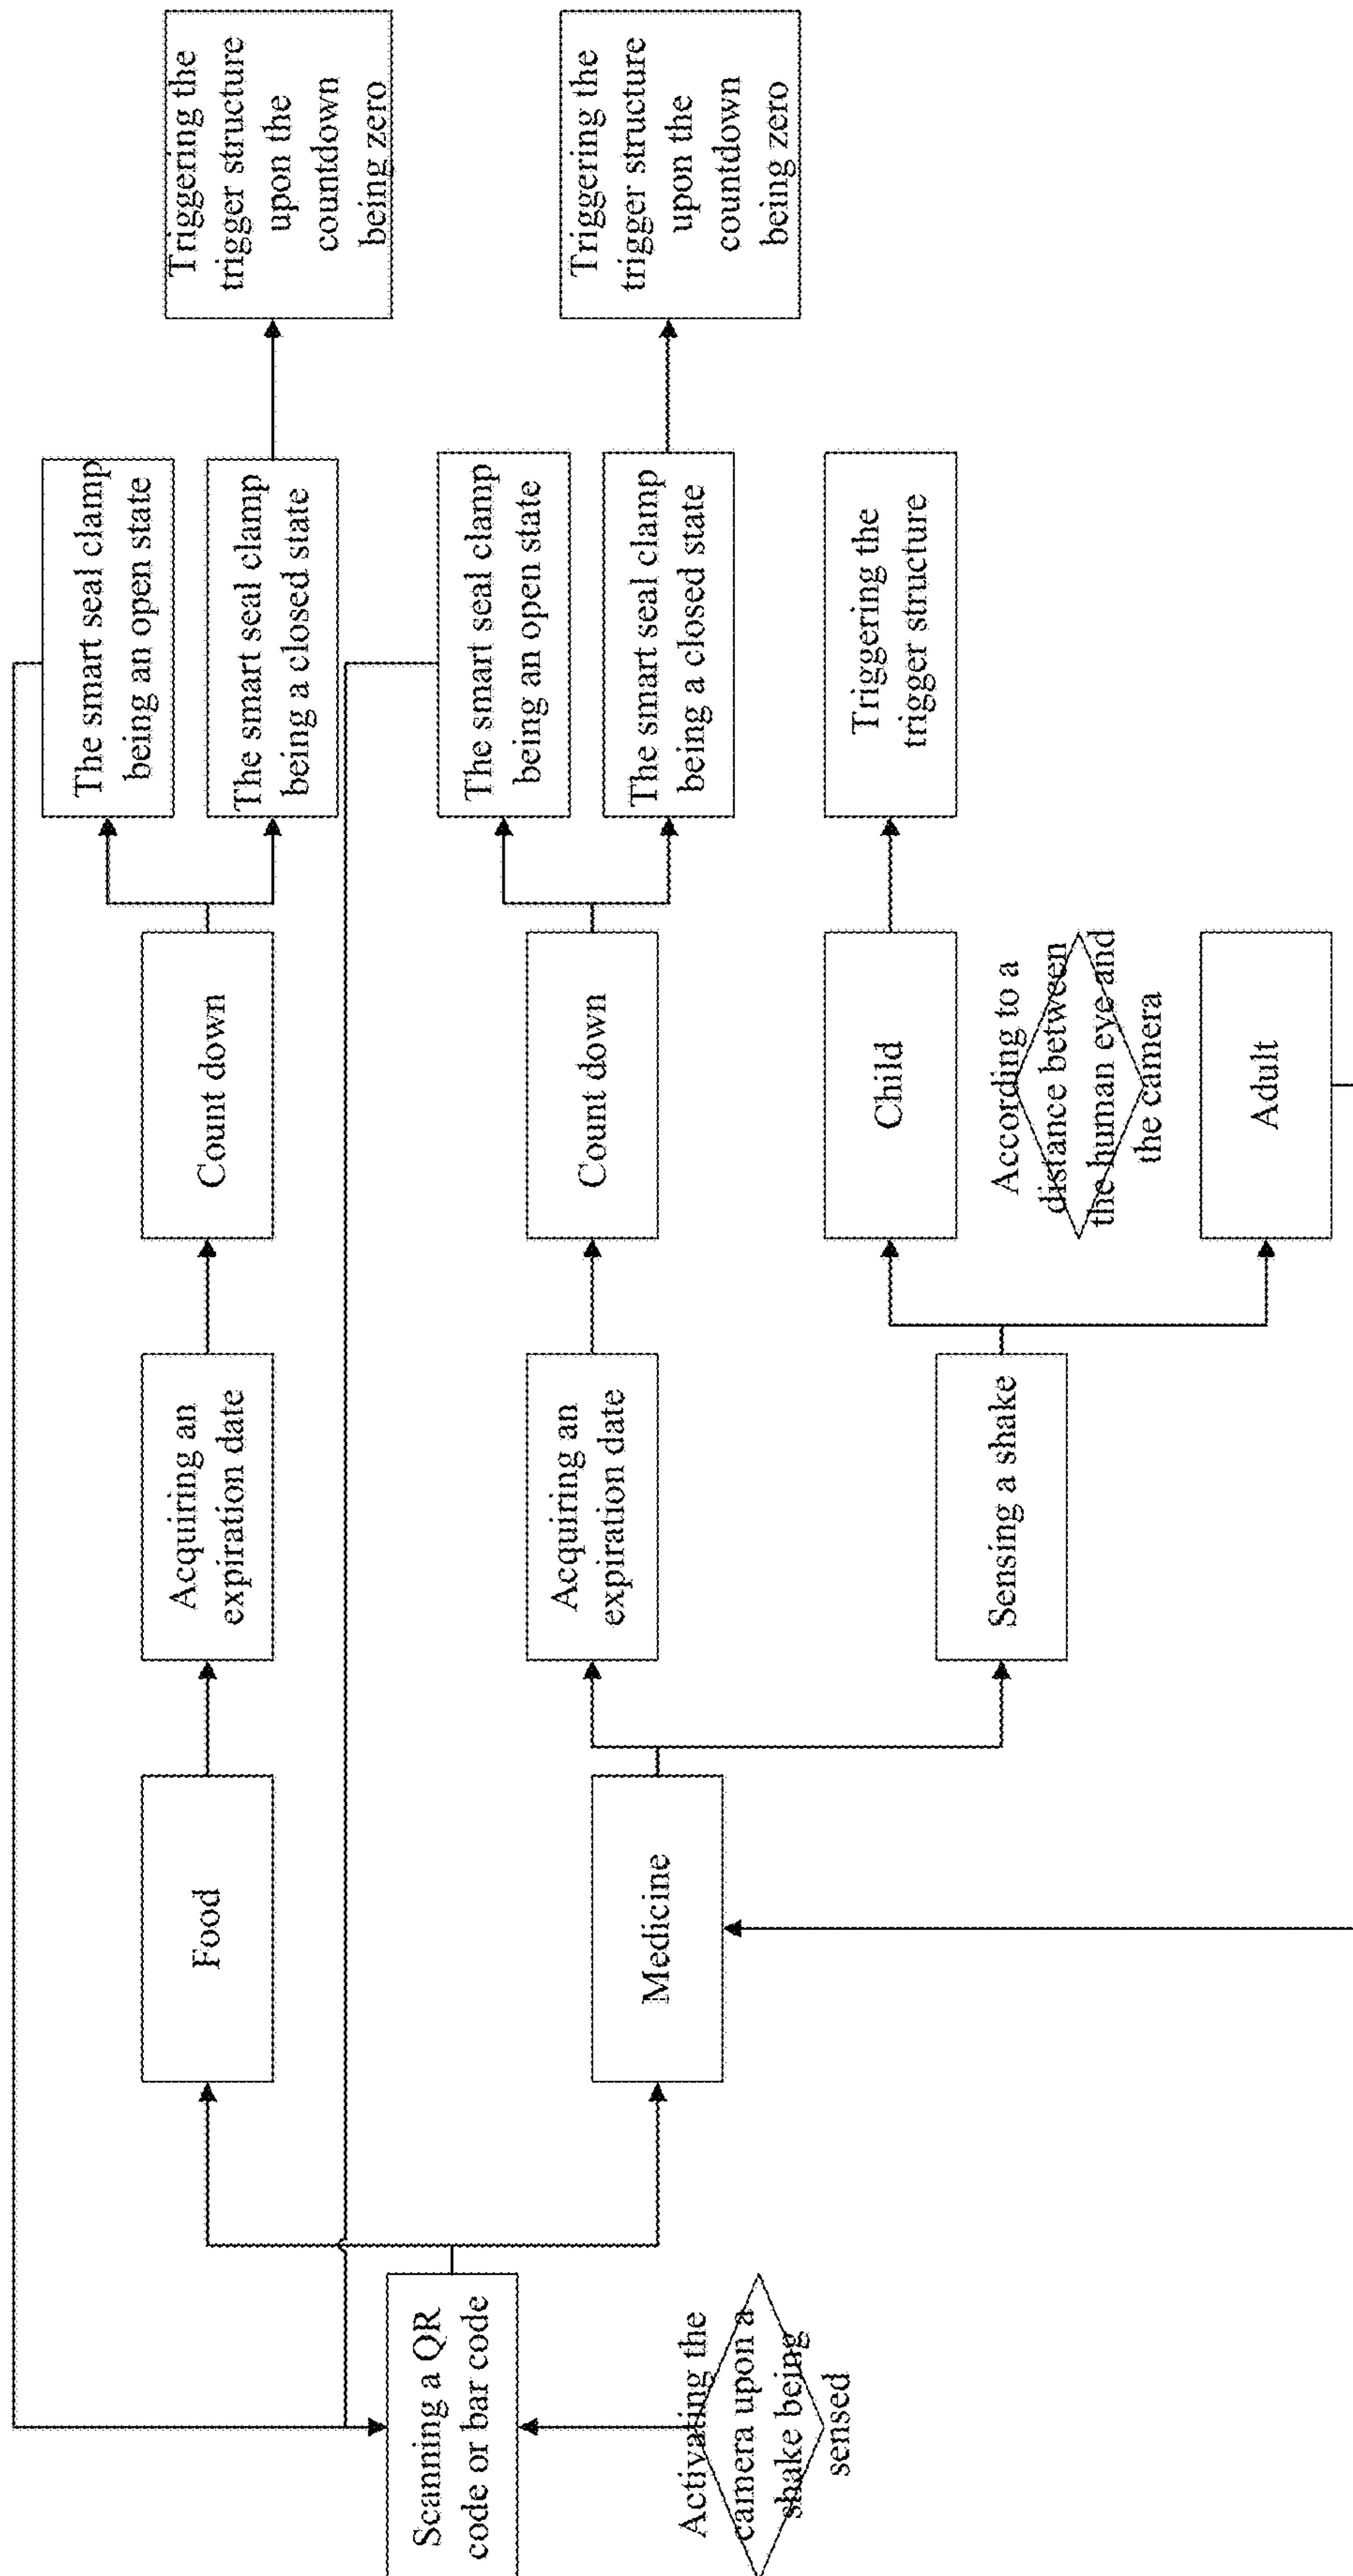 Activating the
camera upon a
shake being
sensed
Scanning a QR
code or bar code
Food
Acquiring an
expiration date
Count down
The smart seal clamp
being an open state
The smart seal clamp
being a closed state
Triggering the
trigger structure
upon the
countdown
being zero
Medicine
Acquiring an
expiration date
Count down
The smart seal clamp
being an open state
The smart seal clamp
being a closed state
Triggering the
trigger structure
upon the
countdown
being zero
Sensing a shake
Child
Triggering the
trigger structure
According to a
distance between
the human eye and
the camera
Adult